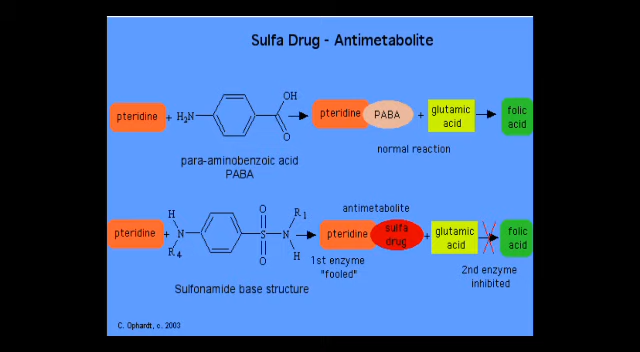 Sulfa Drug - Antimetabolite
pteridine + H₂N OH O pteridine PABA + glutamic acid folic acid
para-aminobenzoic acid
PABA
normal reaction
antimetabolite
pteridine + H N R₄ O S O R₁ N H pteridine sulfa drug + glutamic acid folic acid
1st enzyme
"fooled"
2nd enzyme
inhibited
Sulfonamide base structure
C. Ophardt, c. 2003